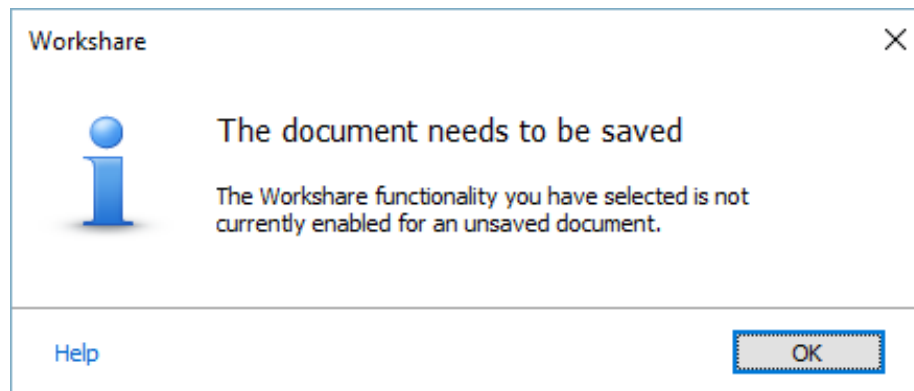 Workshare
The document needs to be saved
The Workshare functionality you have selected is not
currently enabled for an unsaved document.
Help
OK